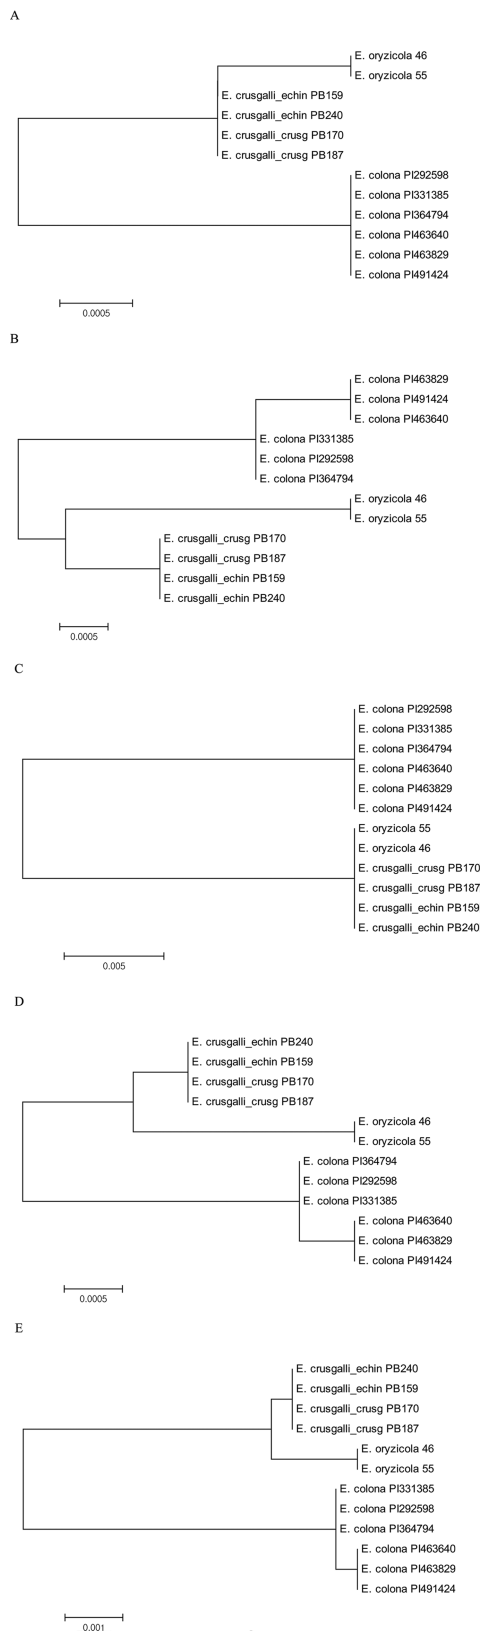 A
E. oryzicola 46
E. oryzicola 55
E. crusgalli_echin PB159
E. crusgalli_echin PB240
E. crusgalli_crusg PB170
E. crusgalli_crusg PB187
E. colona PI292598
E. colona PI331385
E. colona PI364794
E. colona PI463640
E. colona PI463829
E. colona PI491424
0.0005
B
E. colona PI463829
E. colona PI491424
E. colona PI463640
E. colona PI331385
E. colona PI292598
E. colona PI364794
E. oryzicola 46
E. oryzicola 55
E. crusgalli_crusg PB170
E. crusgalli_crusg PB187
E. crusgalli_echin PB159
E. crusgalli_echin PB240
0.0005
C
E. colona PI292598
E. colona PI331385
E. colona PI364794
E. colona PI463640
E. colona PI463829
E. colona PI491424
E. oryzicola 55
E. oryzicola 46
E. crusgalli_crusg PB170
E. crusgalli_crusg PB187
E. crusgalli_echin PB159
E. crusgalli_echin PB240
0.005
D
E. crusgalli_echin PB240
E. crusgalli_echin PB159
E. crusgalli_crusg PB170
E. crusgalli_crusg PB187
E. oryzicola 46
E. oryzicola 55
E. colona PI364794
E. colona PI292598
E. colona PI331385
E. colona PI463640
E. colona PI463829
E. colona PI491424
0.0005
E
E. crusgalli_echin PB240
E. crusgalli_echin PB159
E. crusgalli_crusg PB170
E. crusgalli_crusg PB187
E. oryzicola 46
E. oryzicola 55
E. colona PI331385
E. colona PI292598
E. colona PI364794
E. colona PI463640
E. colona PI463829
E. colona PI491424
0.001